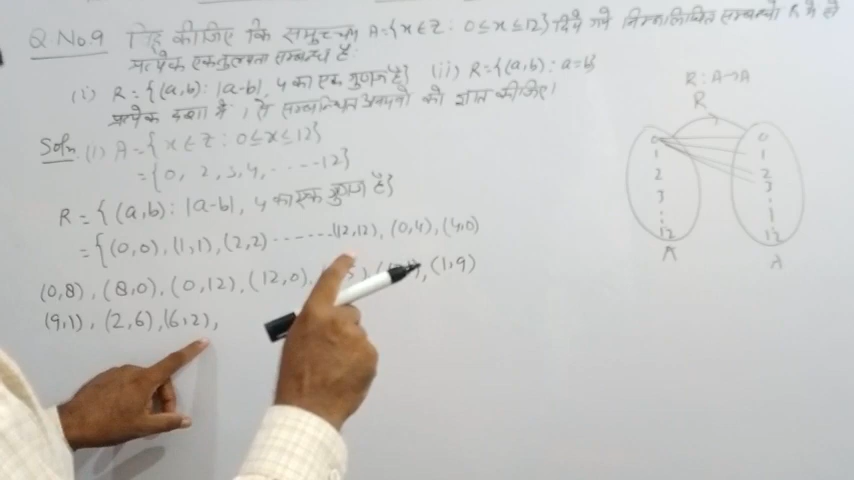 Q.No.9 सिद्ध कीजिए कि समुच्चय A={x∈Z : 0≤x≤12} दिये गये निम्नलिखित सम्बन्धों R में से
प्रत्येक एक तुल्यता सम्बन्ध है:
(i) R = {(a,b): |a-b|, 4 का एक गुणज है} (ii) R={(a,b): a=b}
प्रत्येक दशा में 1 से सम्बन्धित अवयवों को ज्ञात कीजिए।
Soln. (i) A = {x∈Z : 0≤x≤12}
= {0, 2,3,4, ......12}
R = {(a,b): |a-b|, 4 का एक गुणज है}
= {(0,0), (1,1), (2,2) ......(12,12), (0,4), (4,0)
(0,8), (8,0), (0,12), (12,0), (1,9)
(9,1), (2,6), (6,2),
R: A→A
R
0 0
1 1
2 2
3 3
⋮ ⋮
12 12
A A